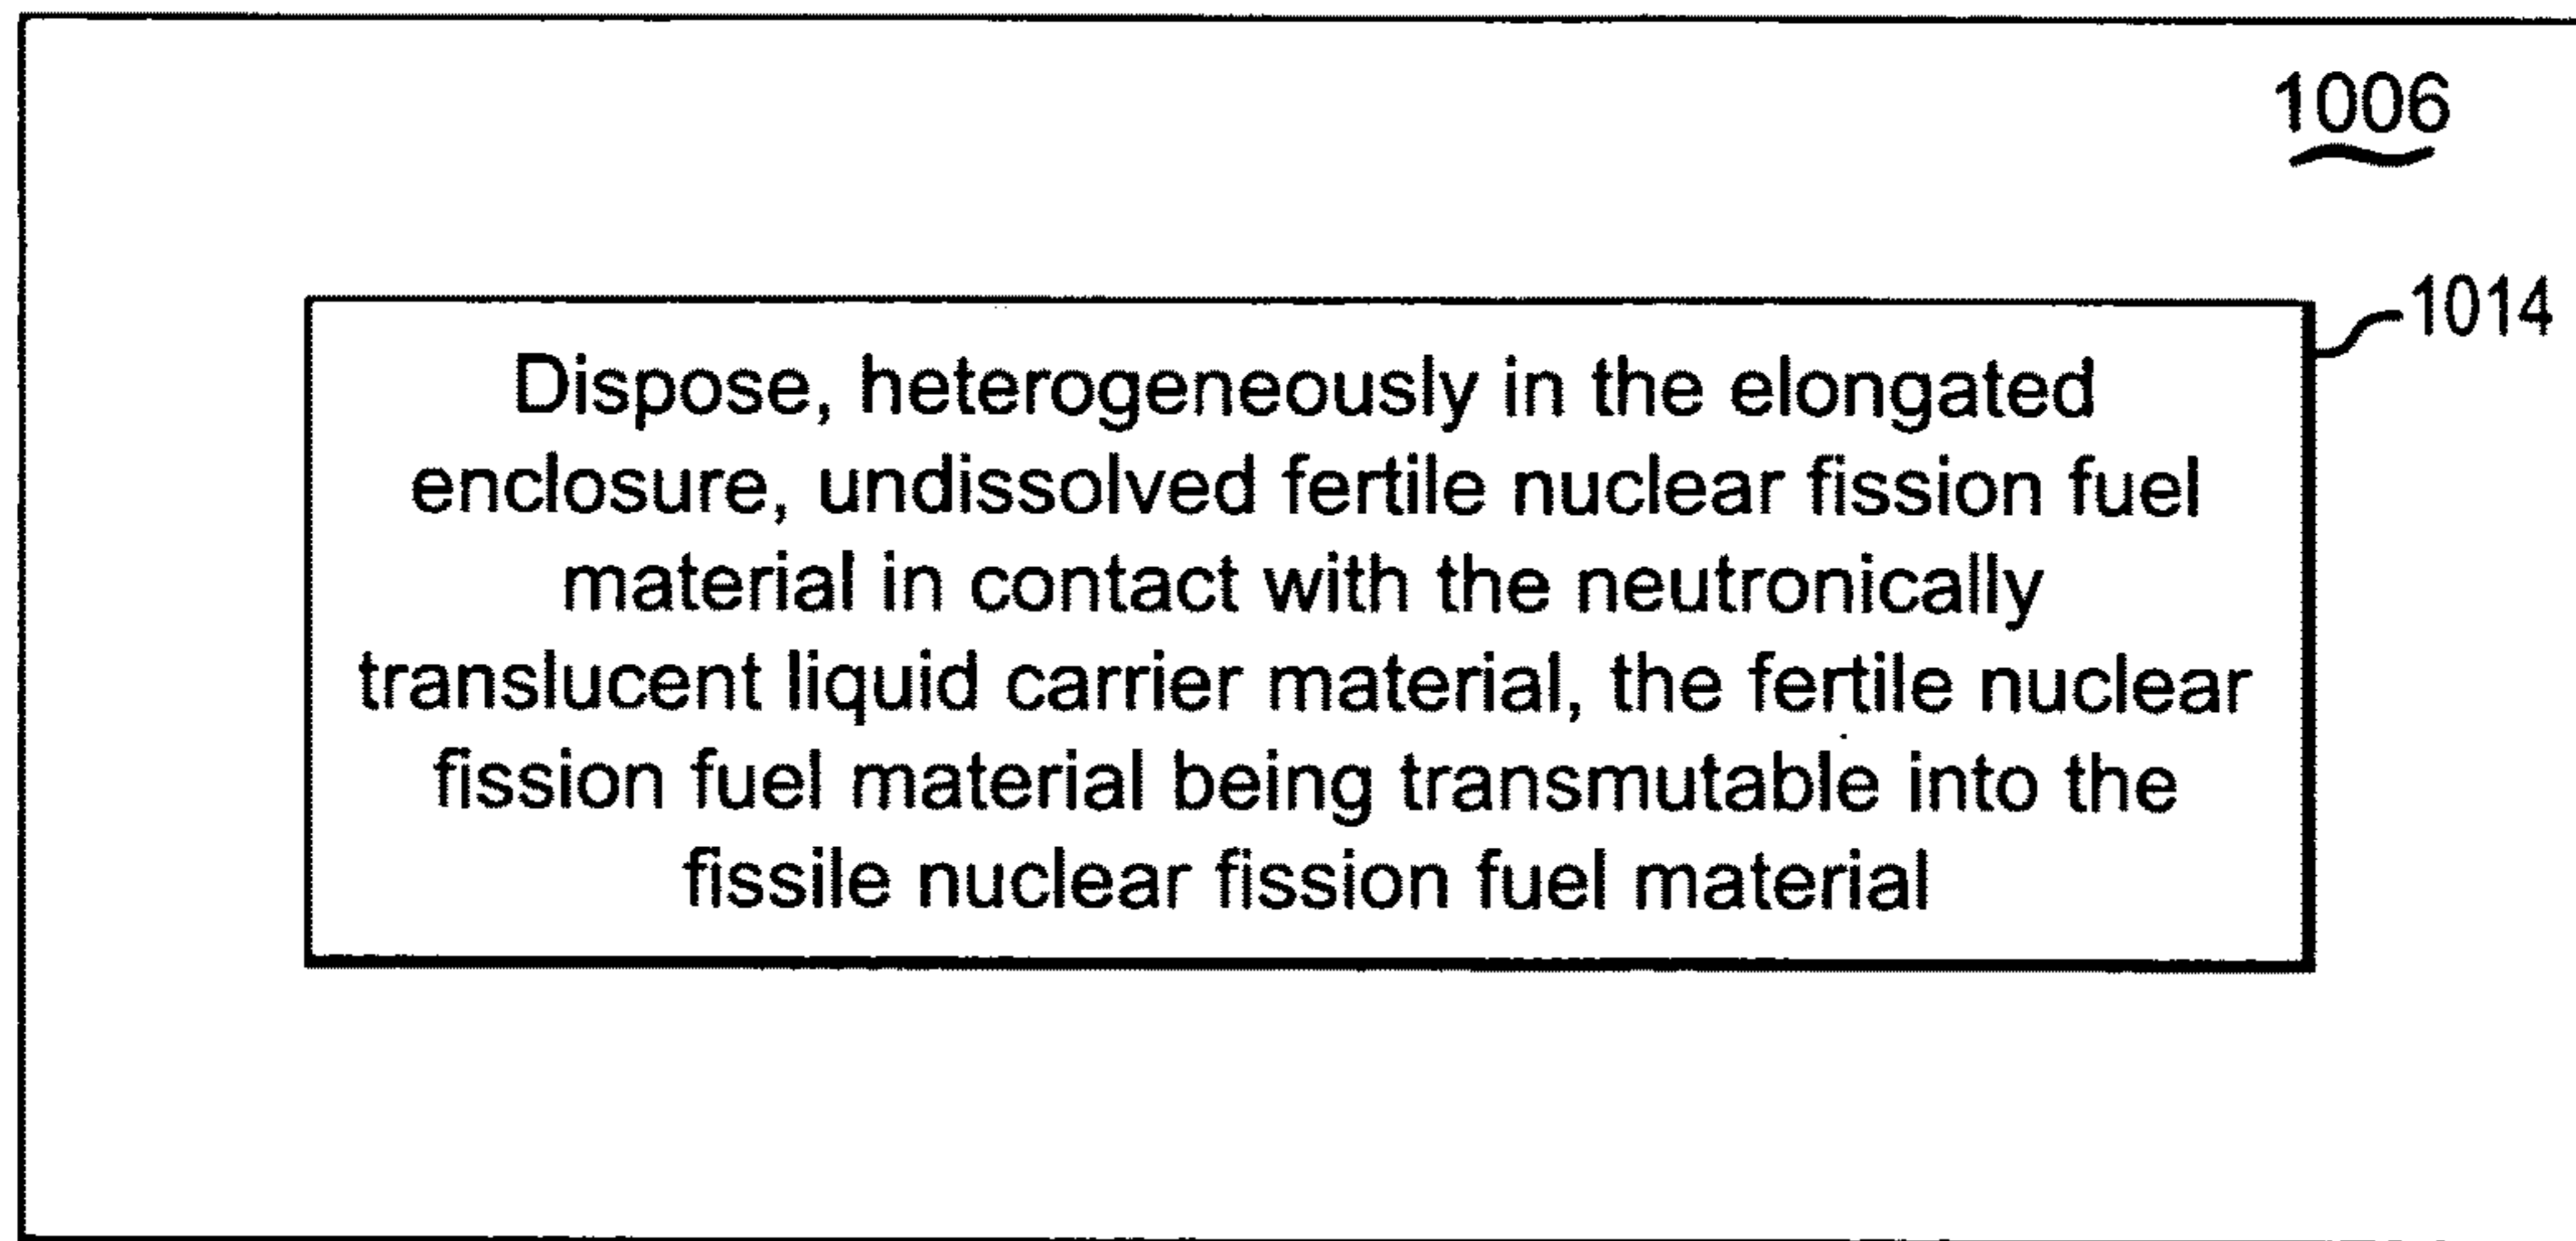 1006
1014
Dispose, heterogeneously in the elongated
enclosure, undissolved fertile nuclear fission fuel
material in contact with the neutronically
translucent liquid carrier material, the fertile nuclear
fission fuel material being transmutable into the
fissile nuclear fission fuel material